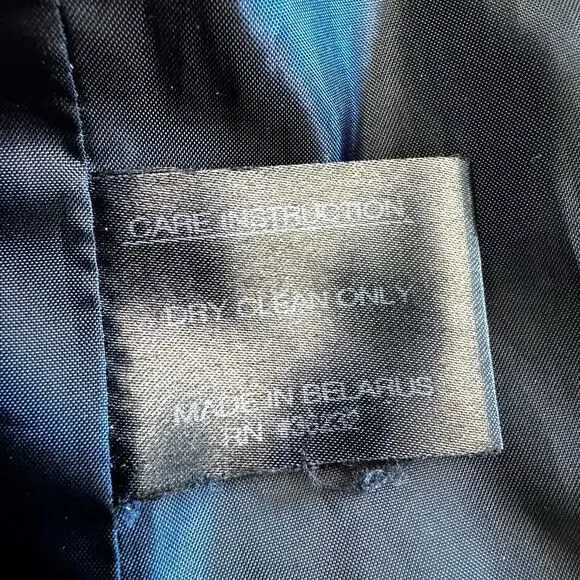 CARE INSTRUCTION
DRY CLEAN ONLY
MADE IN BELARUS
RN